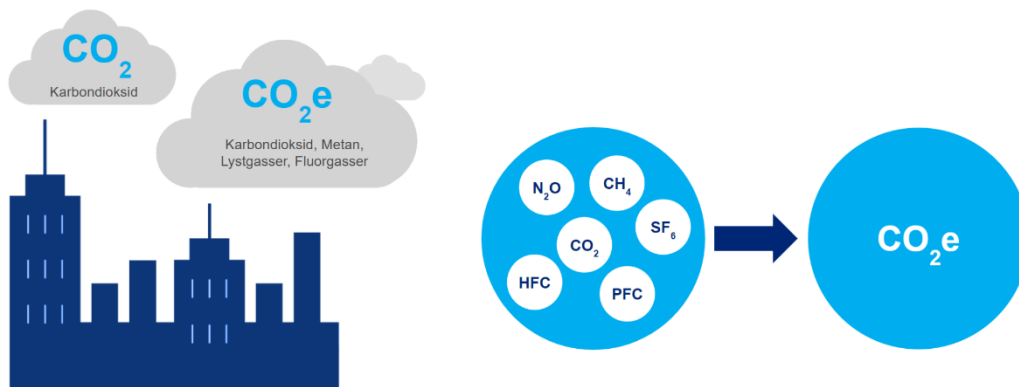 CO₂
Karbondioksid
CO₂e
Karbondioksid, Metan,
Lystgasser, Fluorgasser
N₂O
CH₄
SF₆
CO₂
HFC
PFC
CO₂e